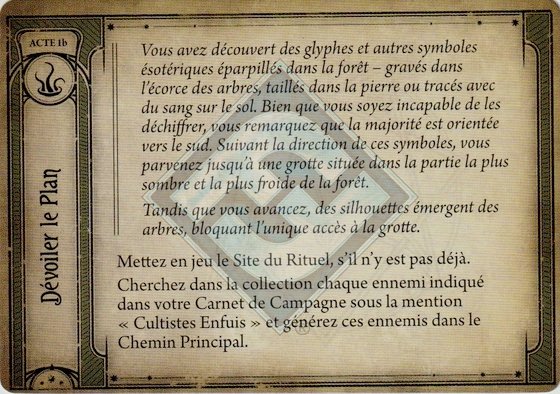 ACTE 1b
Dévoiler le Plan
Vous avez découvert des glyphes et autres symboles
ésotériques éparpillés dans la forêt – gravés dans
l'écorce des arbres, taillés dans la pierre ou tracés avec
du sang sur le sol. Bien que vous soyez incapable de les
déchiffrer, vous remarquez que la majorité est orientée
vers le sud. Suivant la direction de ces symboles, vous
parvenez jusqu'à une grotte située dans la partie la plus
sombre et la plus froide de la forêt.
Tandis que vous avancez, des silhouettes émergent des
arbres, bloquant l'unique accès à la grotte.
Mettez en jeu le Site du Rituel, s'il n'y est pas déjà.
Cherchez dans la collection chaque ennemi indiqué
dans votre Carnet de Campagne sous la mention
« Cultistes Enfuis » et générez ces ennemis dans le
Chemin Principal.